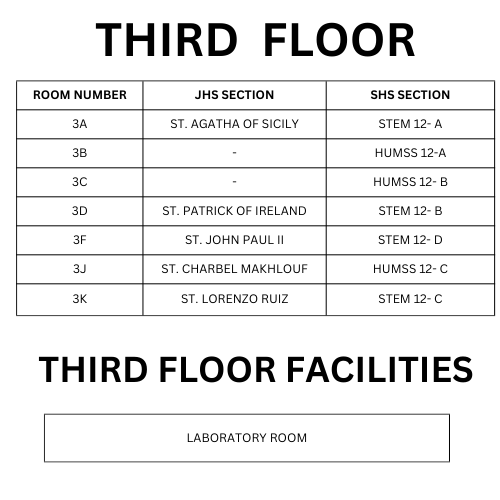 THIRD FLOOR
ROOM NUMBER JHS SECTION SHS SECTION
3A ST. AGATHA OF SICILY STEM 12- A
3B - HUMSS 12-A
3C - HUMSS 12- B
3D ST. PATRICK OF IRELAND STEM 12- B
3F ST. JOHN PAUL II STEM 12- D
3J ST. CHARBEL MAKHLOUF HUMSS 12- C
3K ST. LORENZO RUIZ STEM 12- C
THIRD FLOOR FACILITIES
LABORATORY ROOM